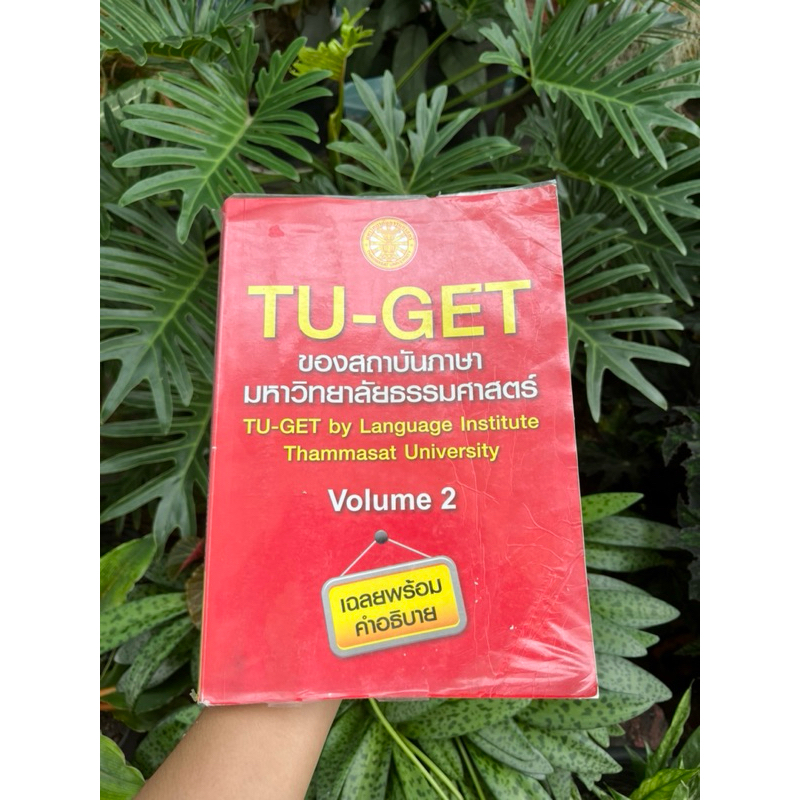 TU-GET
ของสถาบันภาษา
มหาวิทยาลัยธรรมศาสตร์
TU-GET by Language Institute
Thammasat University
Volume 2
เฉลยพร้อม
คำอธิบาย